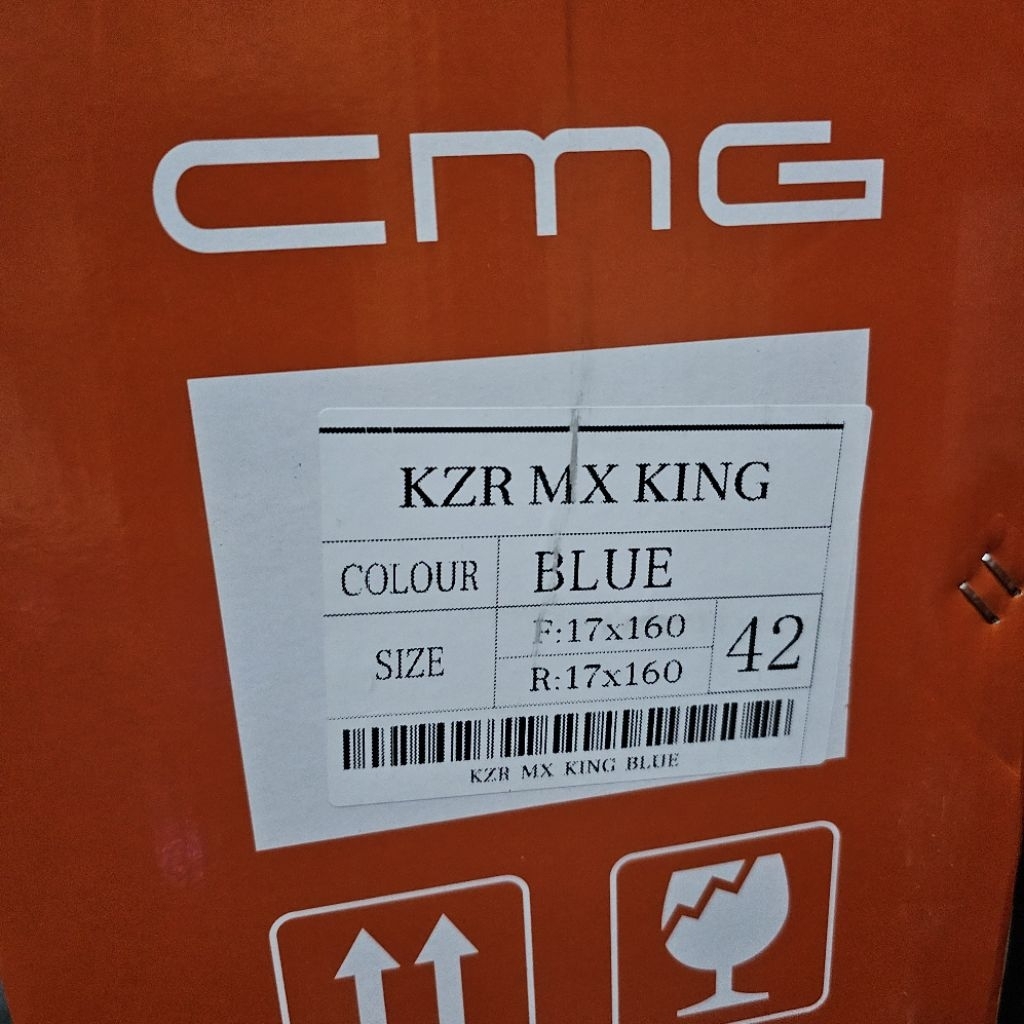 CMG
KZR MX KING
COLOUR BLUE
SIZE F:17x160 42
R:17x160
KZR MX KING BLUE